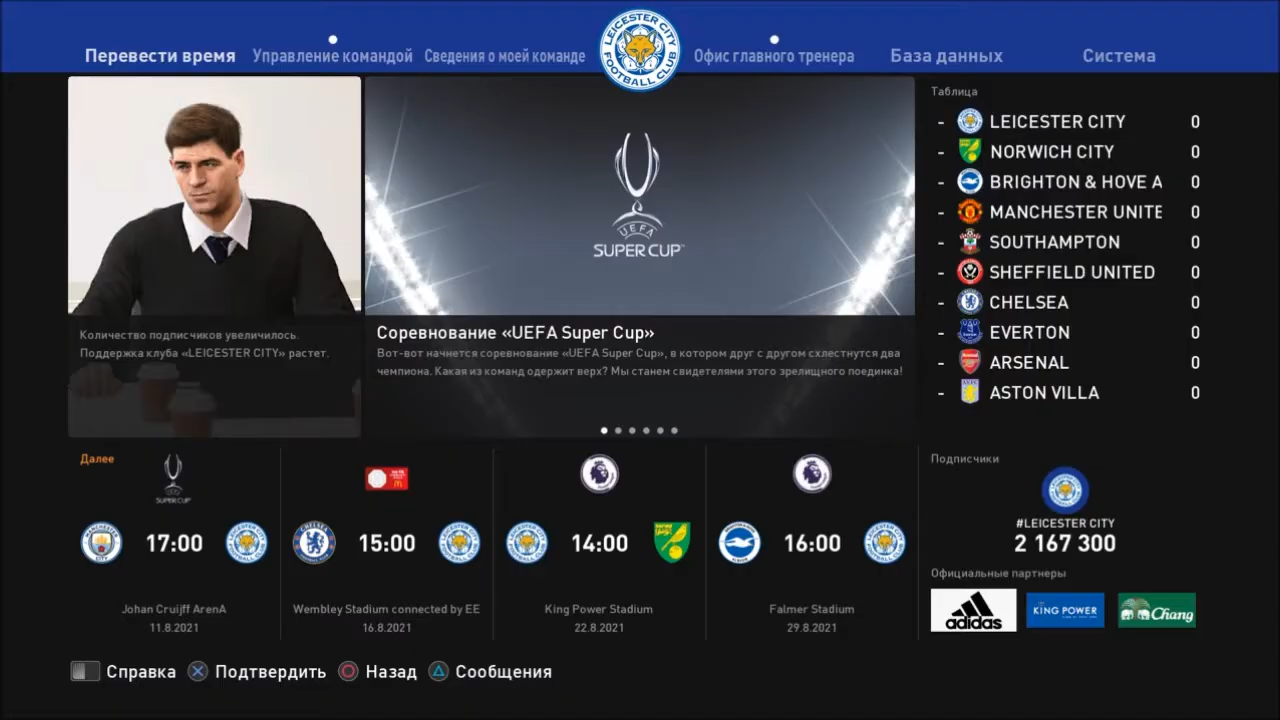 Перевести время
Управление командой
Сведения о моей команде
LEICESTER CITY
FOOTBALL CLUB
Офис главного тренера
База данных
Система
Количество подписчиков увеличилось.
Поддержка клуба «LEICESTER CITY» растет.
UEFA
SUPER CUP™
Соревнование «UEFA Super Cup»
Вот-вот начнется соревнование «UEFA Super Cup», в котором друг с другом схлестнутся два
чемпиона. Какая из команд одержит верх? Мы станем свидетелями этого зрелищного поединка!
Таблица
- LEICESTER CITY 0
- NORWICH CITY 0
- BRIGHTON & HOVE A 0
- MANCHESTER UNITE 0
- SOUTHAMPTON 0
- SHEFFIELD UNITED 0
- CHELSEA 0
- EVERTON 0
- ARSENAL 0
- ASTON VILLA 0
Далее
SUPER CUP
17:00
Johan Cruijff ArenA
11.8.2021
15:00
Wembley Stadium connected by EE
16.8.2021
14:00
King Power Stadium
22.8.2021
16:00
Falmer Stadium
29.8.2021
Подписчики
#LEICESTER CITY
2 167 300
Официальные партнеры
adidas
KING POWER
Chang
Справка
Подтвердить
Назад
Сообщения